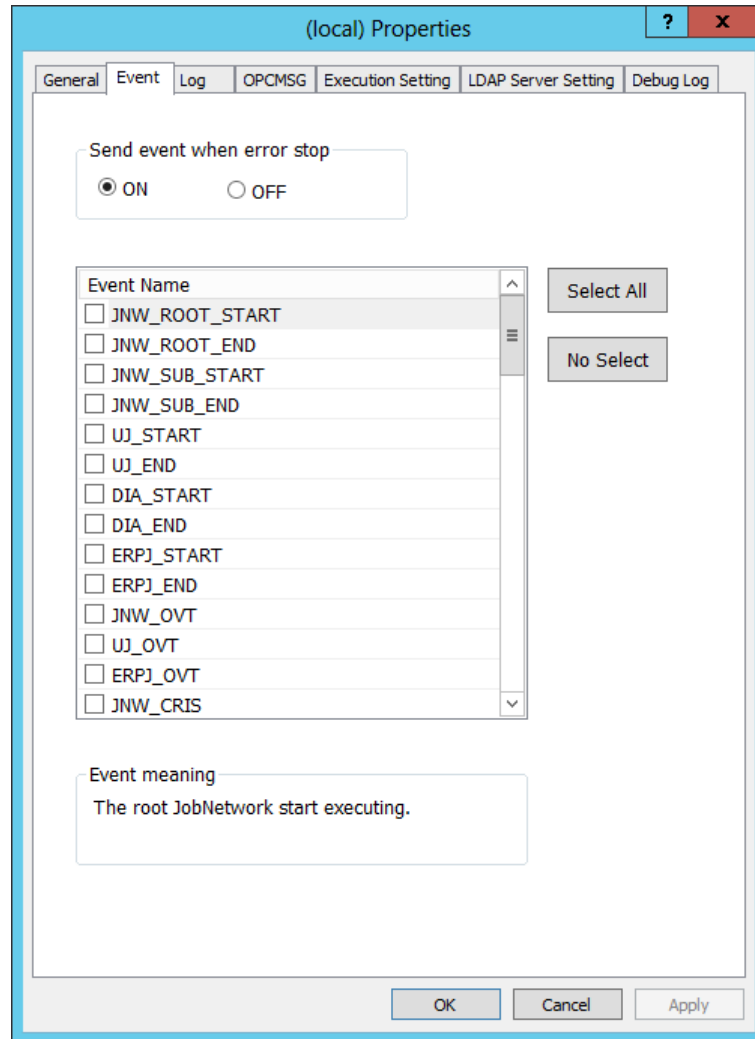 (local) Properties
? x
General Event Log OPCMSG Execution Setting LDAP Server Setting Debug Log
Send event when error stop
ON OFF
Event Name
Select All
JNW_ROOT_START
JNW_ROOT_END
No Select
JNW_SUB_START
JNW_SUB_END
UJ_START
UJ_END
DIA_START
DIA_END
ERPJ_START
ERPJ_END
JNW_OVT
UJ_OVT
ERPJ_OVT
JNW_CRIS
Event meaning
The root JobNetwork start executing.
OK Cancel Apply